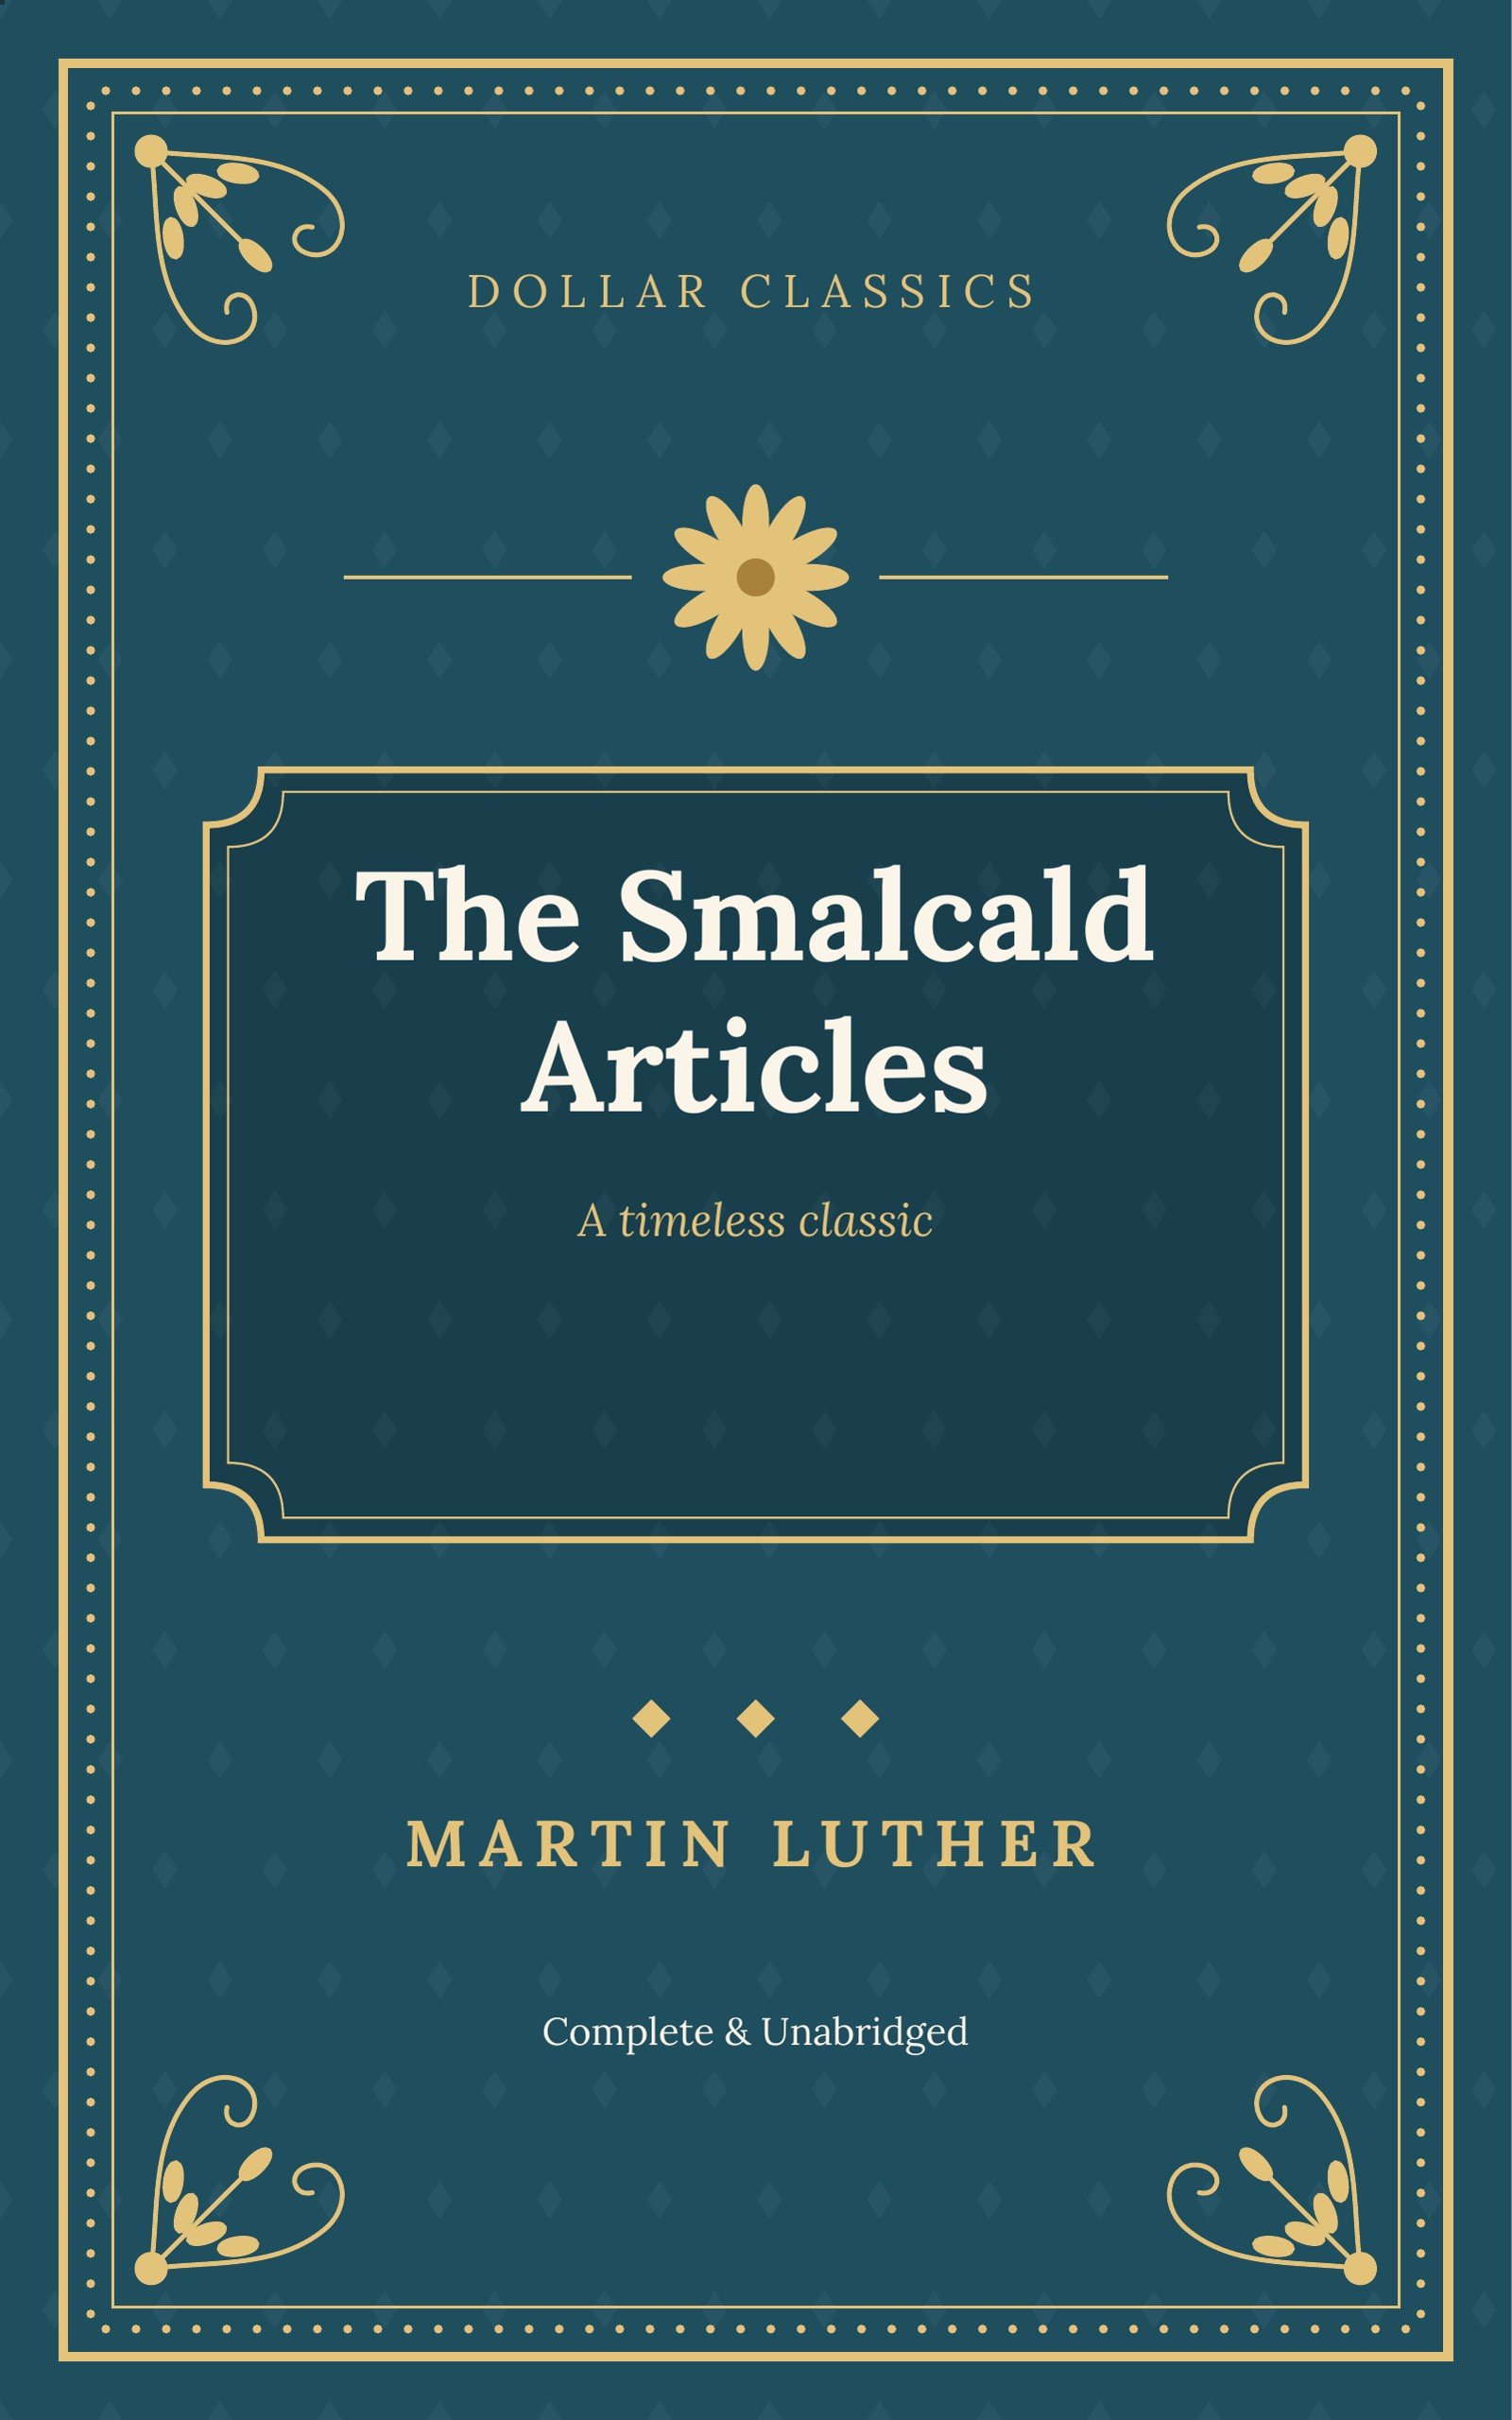 DOLLAR CLASSICS
The Smalcald
Articles
A timeless classic
MARTIN LUTHER
Complete & Unabridged